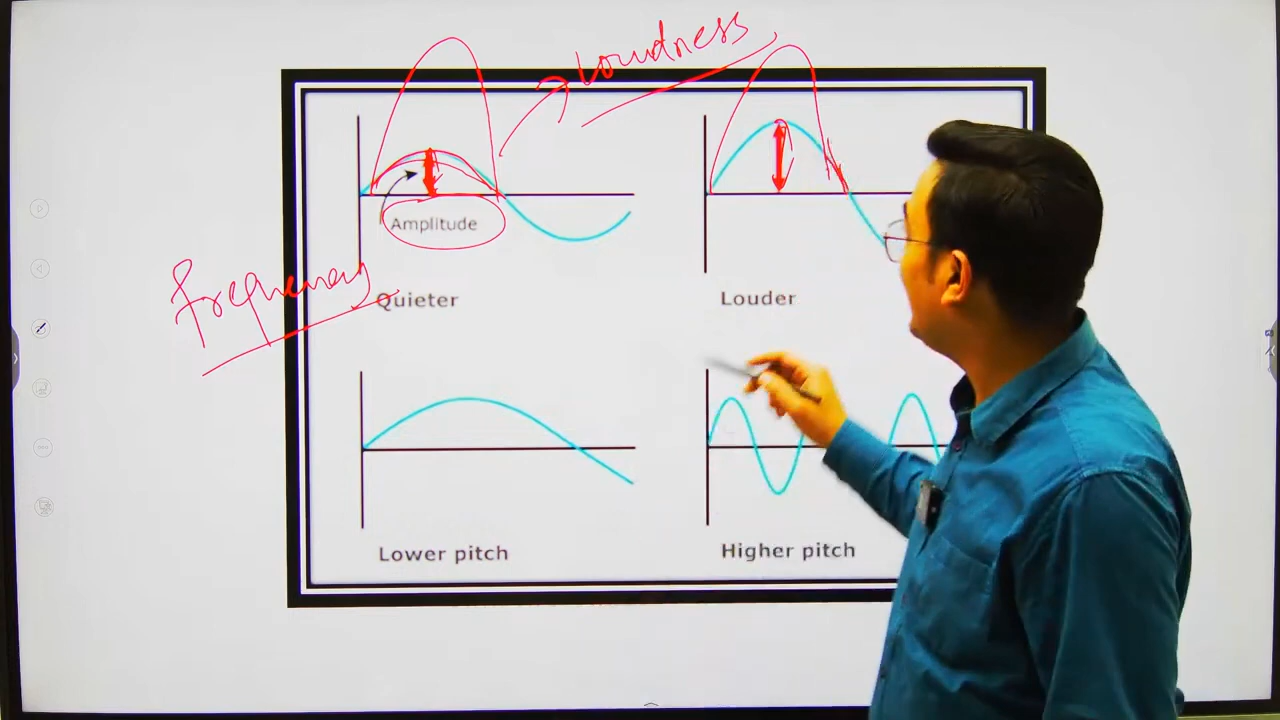 Loudness
Amplitude
Frequency
Quieter
Louder
Lower pitch
Higher pitch